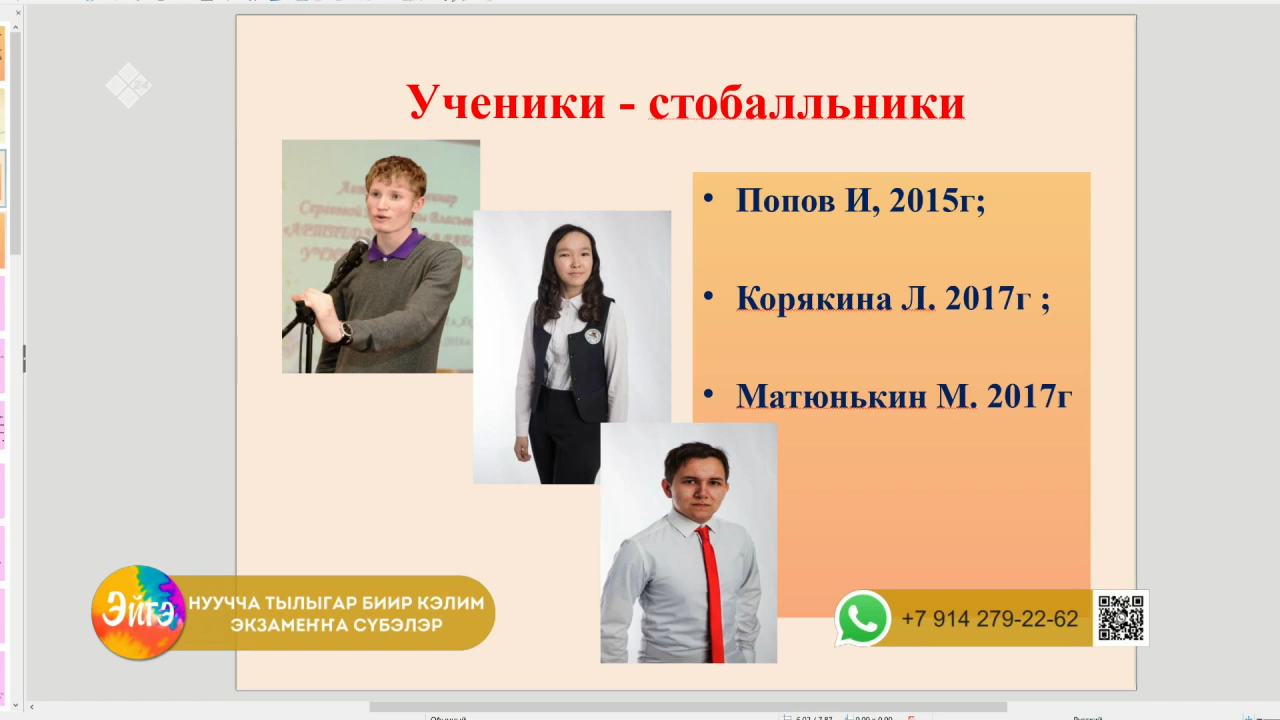 Ученики - стобалльники
Попов И, 2015г;
Корякина Л. 2017г ;
Матюнькин М. 2017г
Эйгэ
НУУЧЧА ТЫЛЫГАР БИИР КЭЛИМ
ЭКЗАМЕҤҤА СҮБЭЛЭР
+7 914 279-22-62